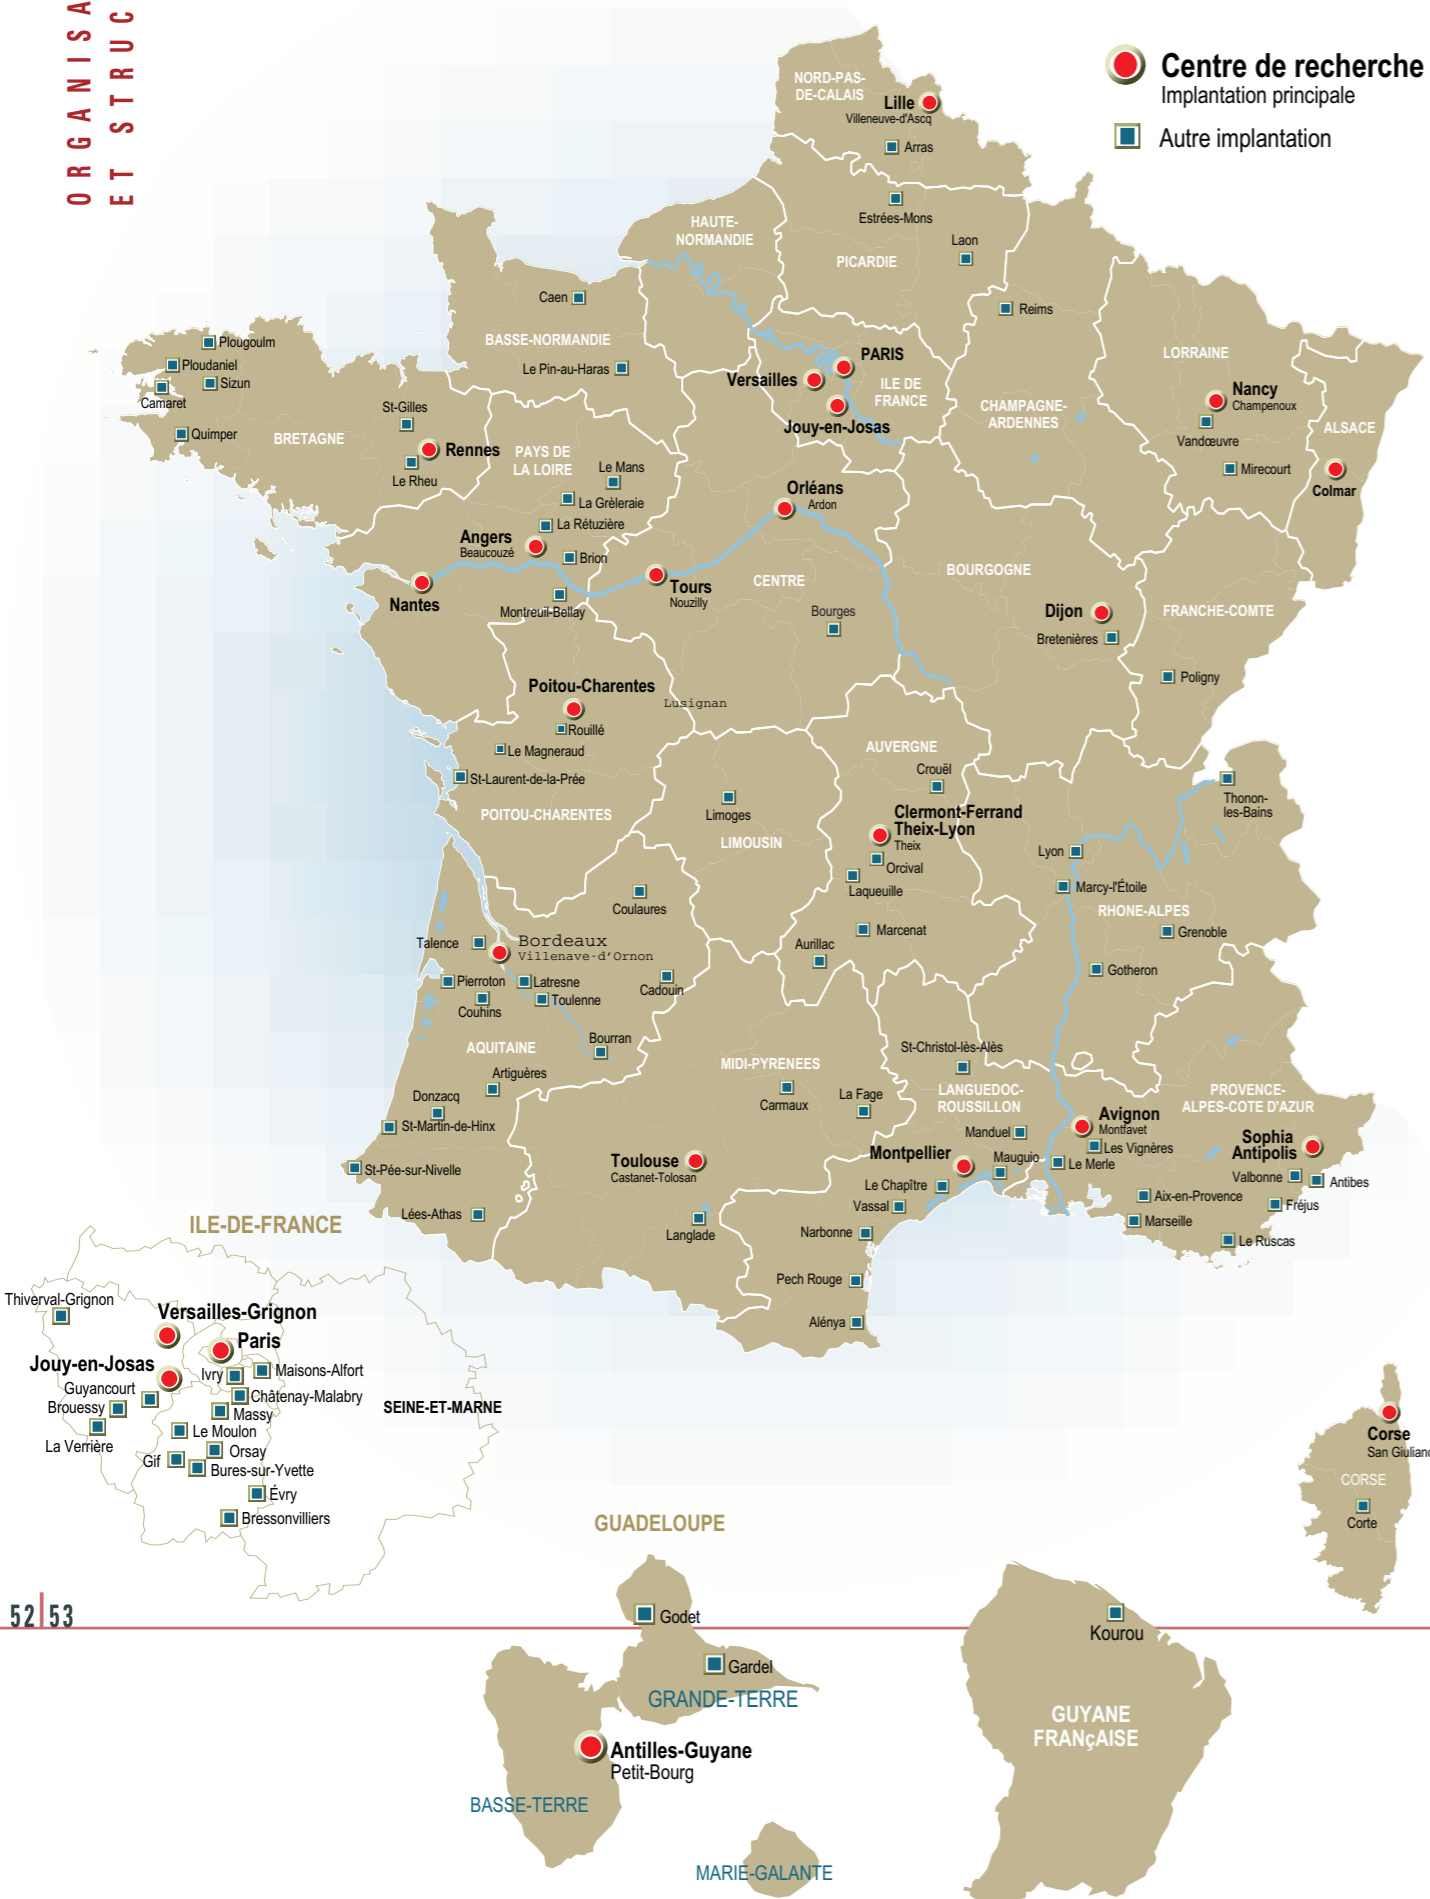 ORGANISA
ET STRUC
Centre de recherche
Implantation principale
Autre implantation
NORD-PAS-
DE-CALAIS
Lille
Villeneuve-d'Ascq
Arras
Estrées-Mons
HAUTE-
NORMANDIE
Laon
PICARDIE
Caen
Reims
BASSE-NORMANDIE
Plougoulm
LORRAINE
PARIS
Ploudaniel
Le Pin-au-Haras
Versailles
ILE DE
FRANCE
Sizun
Camaret
Nancy
Champenoux
St-Gilles
CHAMPAGNE-
ARDENNES
Jouy-en-Josas
ALSACE
Quimper
BRETAGNE
Vandœuvre
Rennes
PAYS DE
LA LOIRE
Le Mans
Mirecourt
Le Rheu
Orléans
Ardon
Colmar
La Grèleraie
La Rétuzière
Angers
Beaucouzé
Brion
BOURGOGNE
CENTRE
Tours
Nouzilly
Nantes
Montreuil-Bellay
Bourges
Dijon
FRANCHE-COMTE
Bretenières
Poligny
Poitou-Charentes
Lusignan
Rouillé
Le Magneraud
AUVERGNE
Crouël
St-Laurent-de-la-Prée
Thonon-
les-Bains
POITOU-CHARENTES
Limoges
Clermont-Ferrand
Theix-Lyon
Theix
LIMOUSIN
Lyon
Orcival
Laqueuille
Marcy-l'Étoile
Coulaures
RHONE-ALPES
Marcenat
Grenoble
Talence
Bordeaux
Villenave-d'Ornon
Aurillac
Gotheron
Pierroton
Latresne
Cadouin
Couhins
Toulenne
Bourran
AQUITAINE
St-Christol-lès-Alès
MIDI-PYRENEES
Artiguères
Carmaux
La Fage
LANGUEDOC-
ROUSSILLON
PROVENCE-
ALPES-COTE D'AZUR
Donzacq
St-Martin-de-Hinx
Avignon
Montfavet
Manduel
Les Vignères
Sophia
Antipolis
Toulouse
Castanet-Tolosan
Montpellier
Mauguio
Le Merle
St-Pée-sur-Nivelle
Valbonne
Antibes
Le Chapître
Aix-en-Provence
Vassal
Fréjus
Lées-Athas
Marseille
Langlade
Narbonne
Le Ruscas
Pech Rouge
Alénya
ILE-DE-FRANCE
Thiverval-Grignon
Versailles-Grignon
Paris
Jouy-en-Josas
Ivry
Maisons-Alfort
Guyancourt
Châtenay-Malabry
Brouessy
Massy
SEINE-ET-MARNE
La Verrière
Le Moulon
Orsay
Gif
Bures-sur-Yvette
Évry
Bressonvilliers
Corse
San Giuliano
CORSE
Corte
GUADELOUPE
52|53
Godet
Gardel
GRANDE-TERRE
Antilles-Guyane
Petit-Bourg
BASSE-TERRE
MARIE-GALANTE
Kourou
GUYANE
FRANçAISE